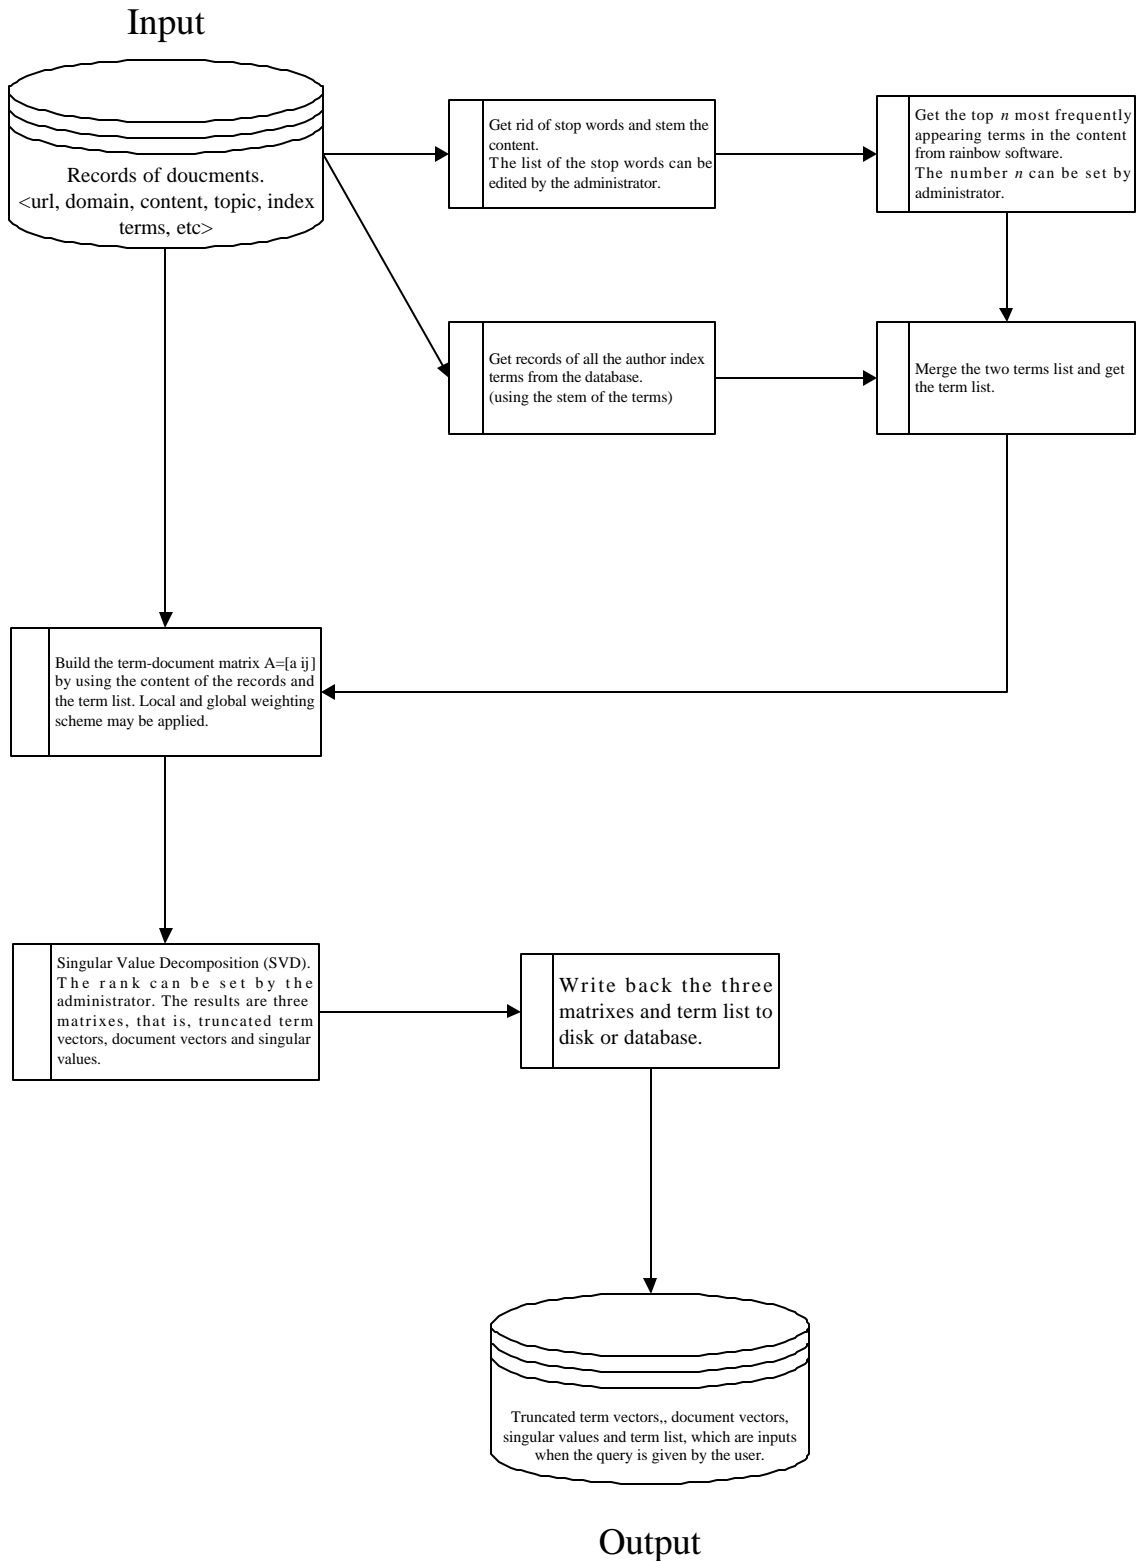 Input
Records of doucments.
<url, domain, content, topic, index
terms, etc>
Get rid of stop words and stem the
content.
The list of the stop words can be
edited by the administrator.
Get the top n most frequently
appearing terms in the content
from rainbow software.
The number n can be set by
administrator.
Get records of all the author index
terms from the database.
(using the stem of the terms)
Merge the two terms list and get
the term list.
Build the term-document matrix A=[a ij]
by using the content of the records and
the term list. Local and global weighting
scheme may be applied.
Singular Value Decomposition (SVD).
The rank can be set by the
administrator. The results are three
matrixes, that is, truncated term
vectors, document vectors and singular
values.
Write back the three
matrixes and term list to
disk or database.
Truncated term vectors,, document vectors,
singular values and term list, which are inputs
when the query is given by the user.
Output